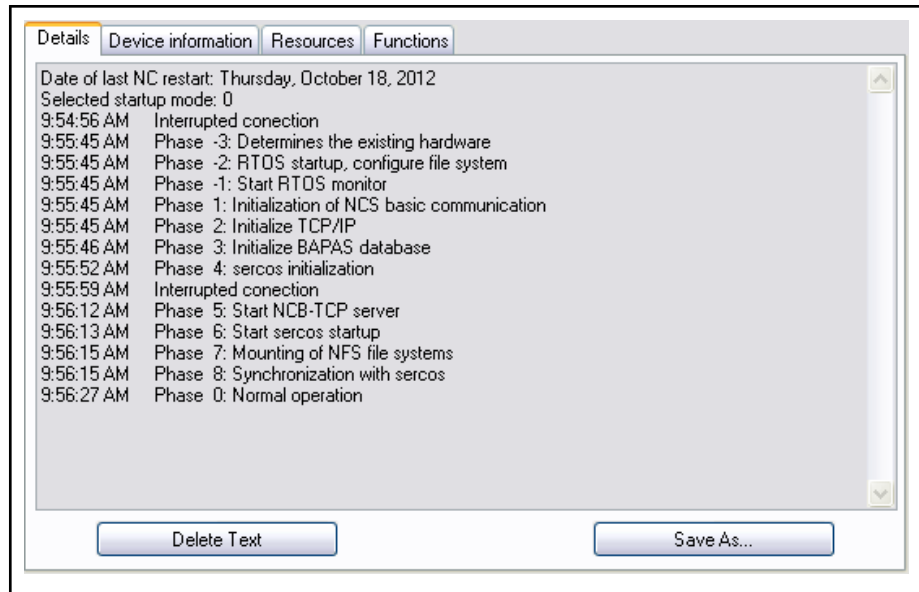 Details Device information Resources Functions
Date of last NC restart: Thursday, October 18, 2012
Selected startup mode: 0
9:54:56 AM Interrupted conection
9:55:45 AM Phase -3: Determines the existing hardware
9:55:45 AM Phase -2: RTOS startup, configure file system
9:55:45 AM Phase -1: Start RTOS monitor
9:55:45 AM Phase 1: Initialization of NCS basic communication
9:55:45 AM Phase 2: Initialize TCP/IP
9:55:46 AM Phase 3: Initialize BAPAS database
9:55:52 AM Phase 4: sercos initialization
9:55:59 AM Interrupted conection
9:56:12 AM Phase 5: Start NCB-TCP server
9:56:13 AM Phase 6: Start sercos startup
9:56:15 AM Phase 7: Mounting of NFS file systems
9:56:15 AM Phase 8: Synchronization with sercos
9:56:27 AM Phase 0: Normal operation
Delete Text Save As...